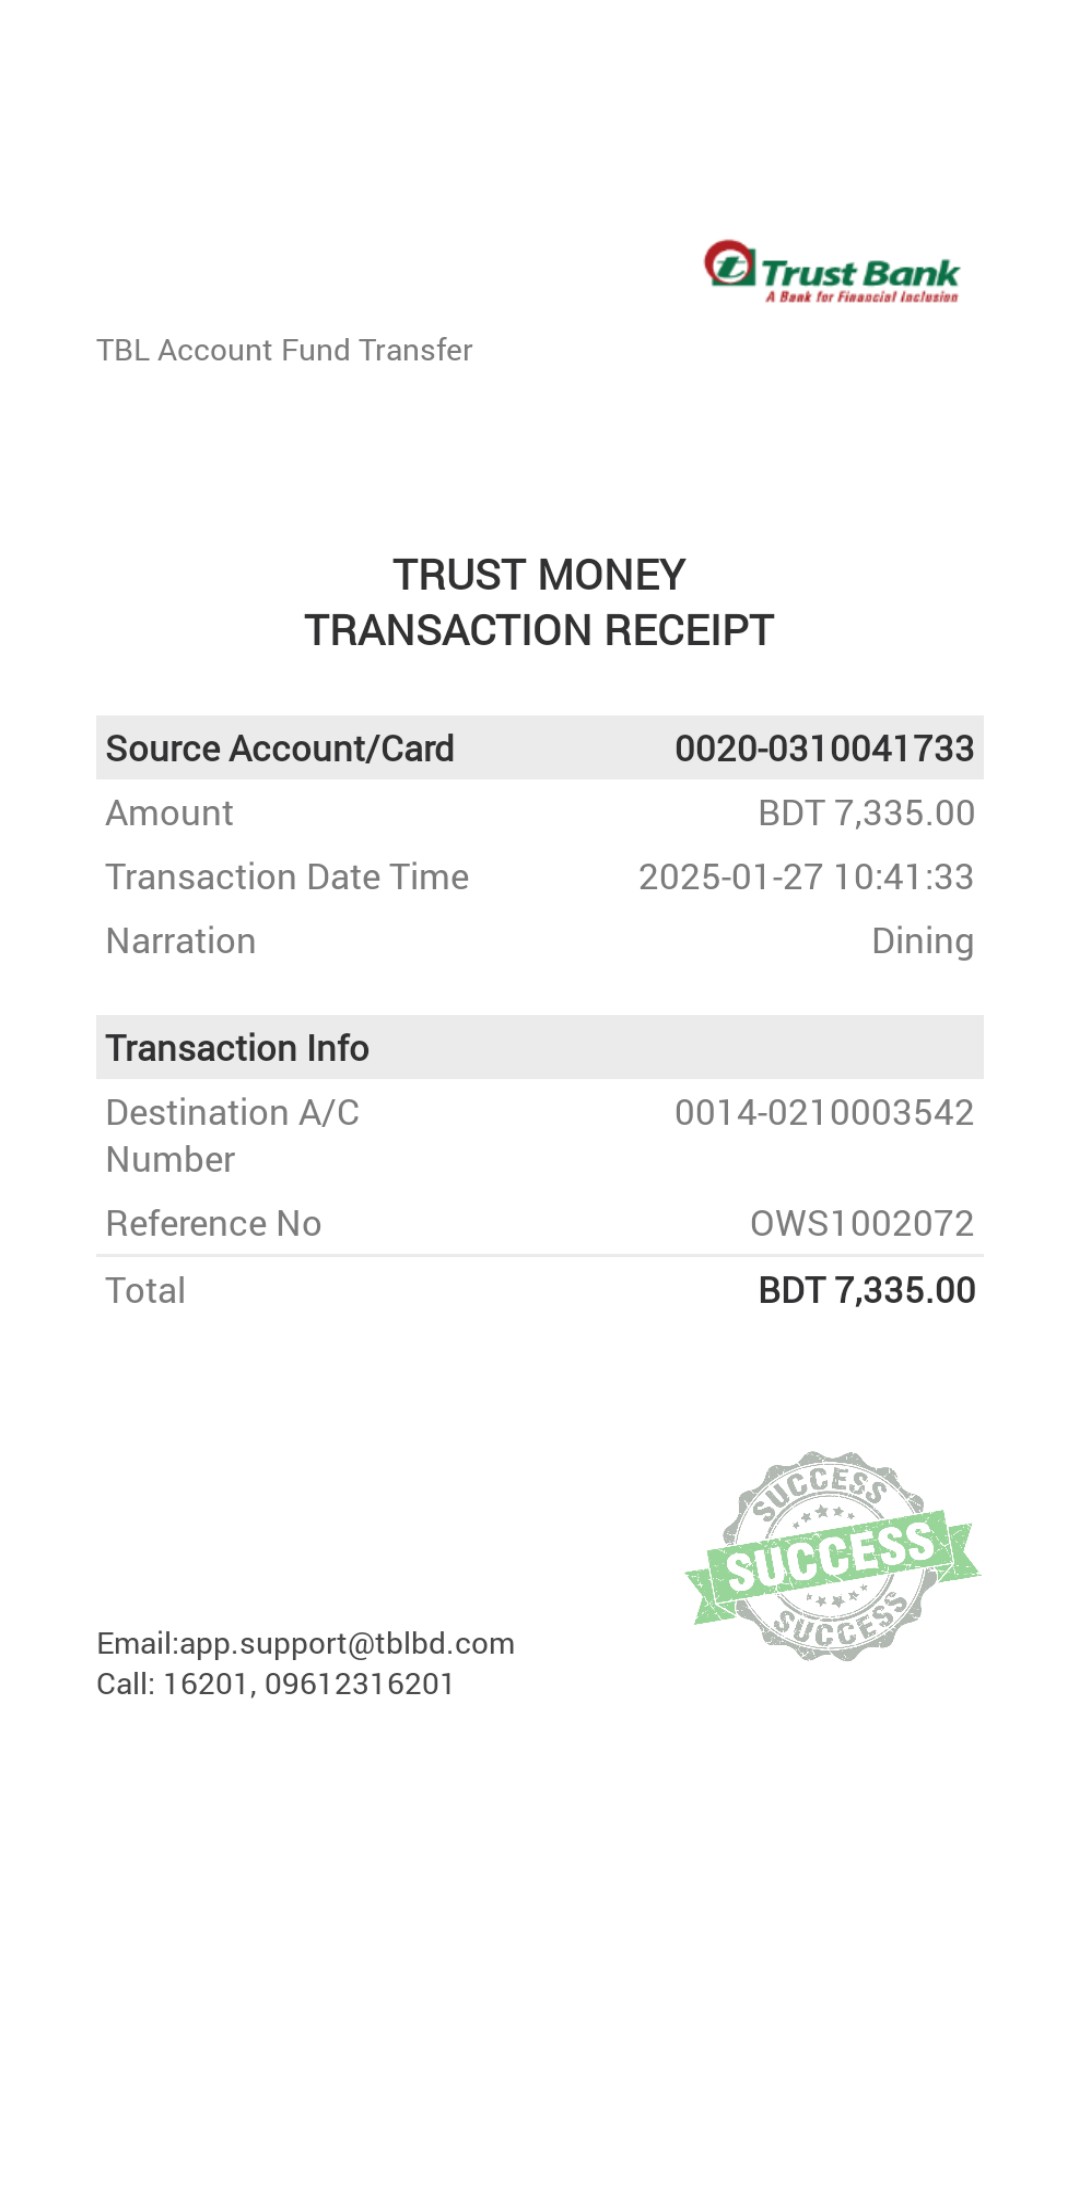 Trust Bank
A Bank for Financial Inclusion
TBL Account Fund Transfer
TRUST MONEY
TRANSACTION RECEIPT
Source Account/Card 0020-0310041733
Amount BDT 7,335.00
Transaction Date Time 2025-01-27 10:41:33
Narration Dining
Transaction Info
Destination A/C Number 0014-0210003542
Reference No OWS1002072
Total BDT 7,335.00
SUCCESS
SUCCESS
SUCCESS
Email:app.support@tblbd.com
Call: 16201, 09612316201